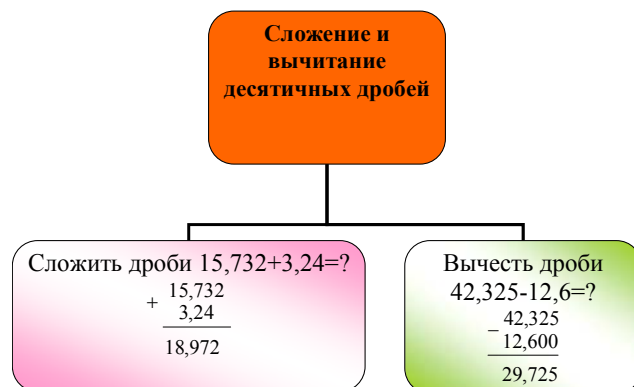 Сложение и
вычитание
десятичных дробей
Сложить дроби 15,732+3,24=?
+ 15,732
3,24
18,972
Вычесть дроби
42,325-12,6=?
_ 42,325
12,600
29,725